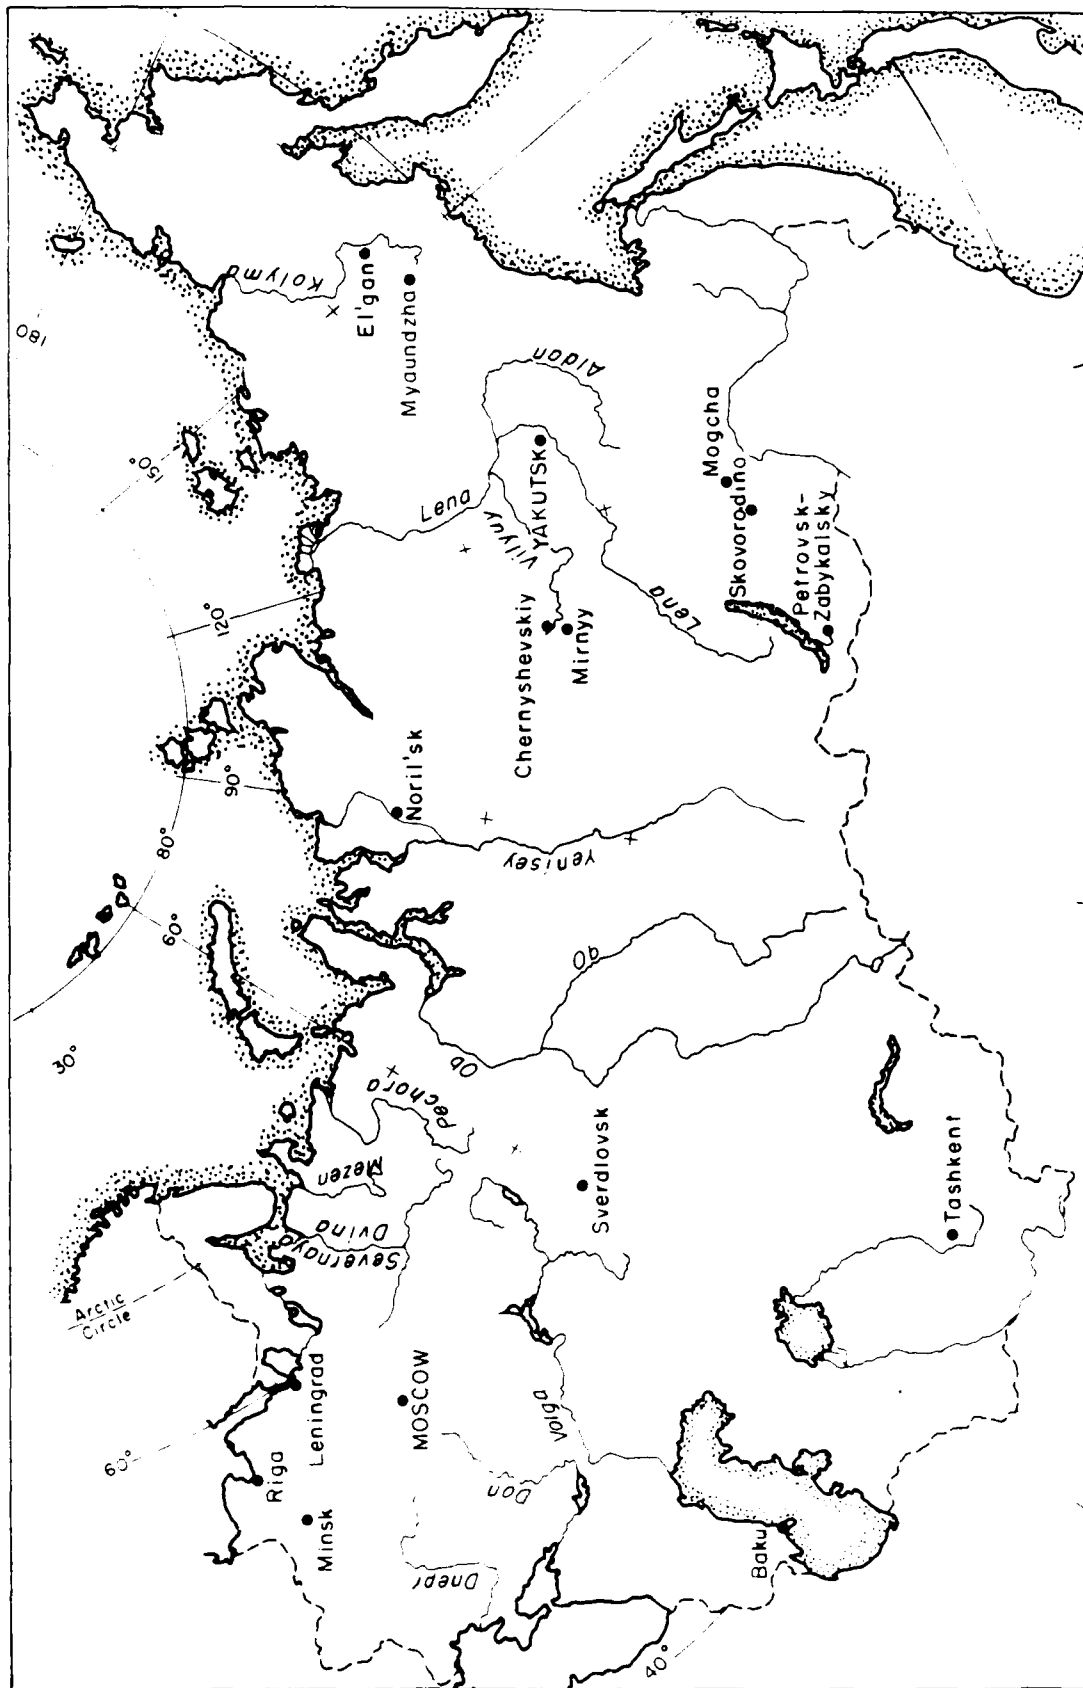 180
150°
120°
90°
80°
60°
30°
Kolyma
El'gan
Myaundzha
Aldan
Lena
Vilyuy
YAKUTSK
Mogcha
Skovorodino
Petrovsk-
Zabykalsky
Chernyshevskiy
Mirnyy
Lena
Noril'sk
Yenisey
Ob
Ob
Pechora
Mezen
Severnaya
Dvina
Arctic
Circle
Sverdlovsk
Tashkent
60°
Leningrad
Riga
Minsk
MOSCOW
Volga
Don
Dnepr
Baku
40°